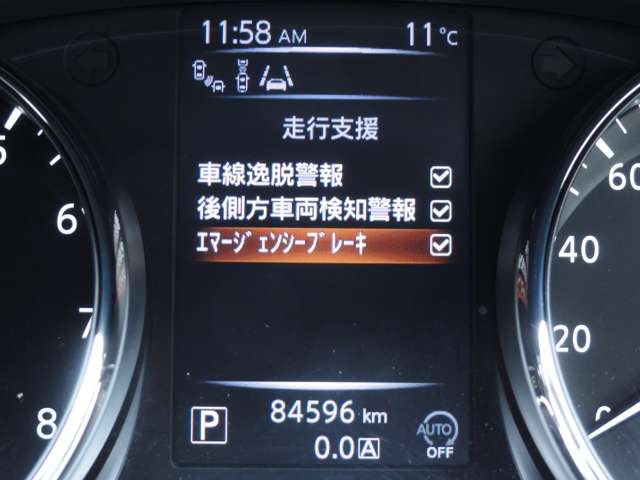 11:58 AM 11℃
走行支援
車線逸脱警報
後側方車両検知警報
ｴﾏｰｼﾞｪﾝｼｰﾌﾞﾚｰｷ
84596 km
P 0.0 A AUTO OFF
5
6
7
8
60
40
20
0